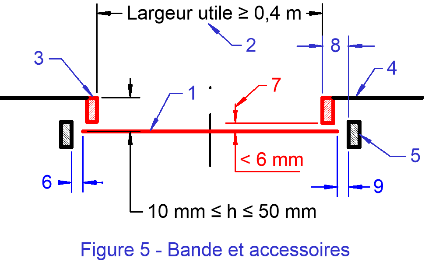 Largeur utile ≥ 0,4 m
2
8
3
1
7
4
< 6 mm
5
6
9
10 mm ≤ h ≤ 50 mm
Figure 5 - Bande et accessoires